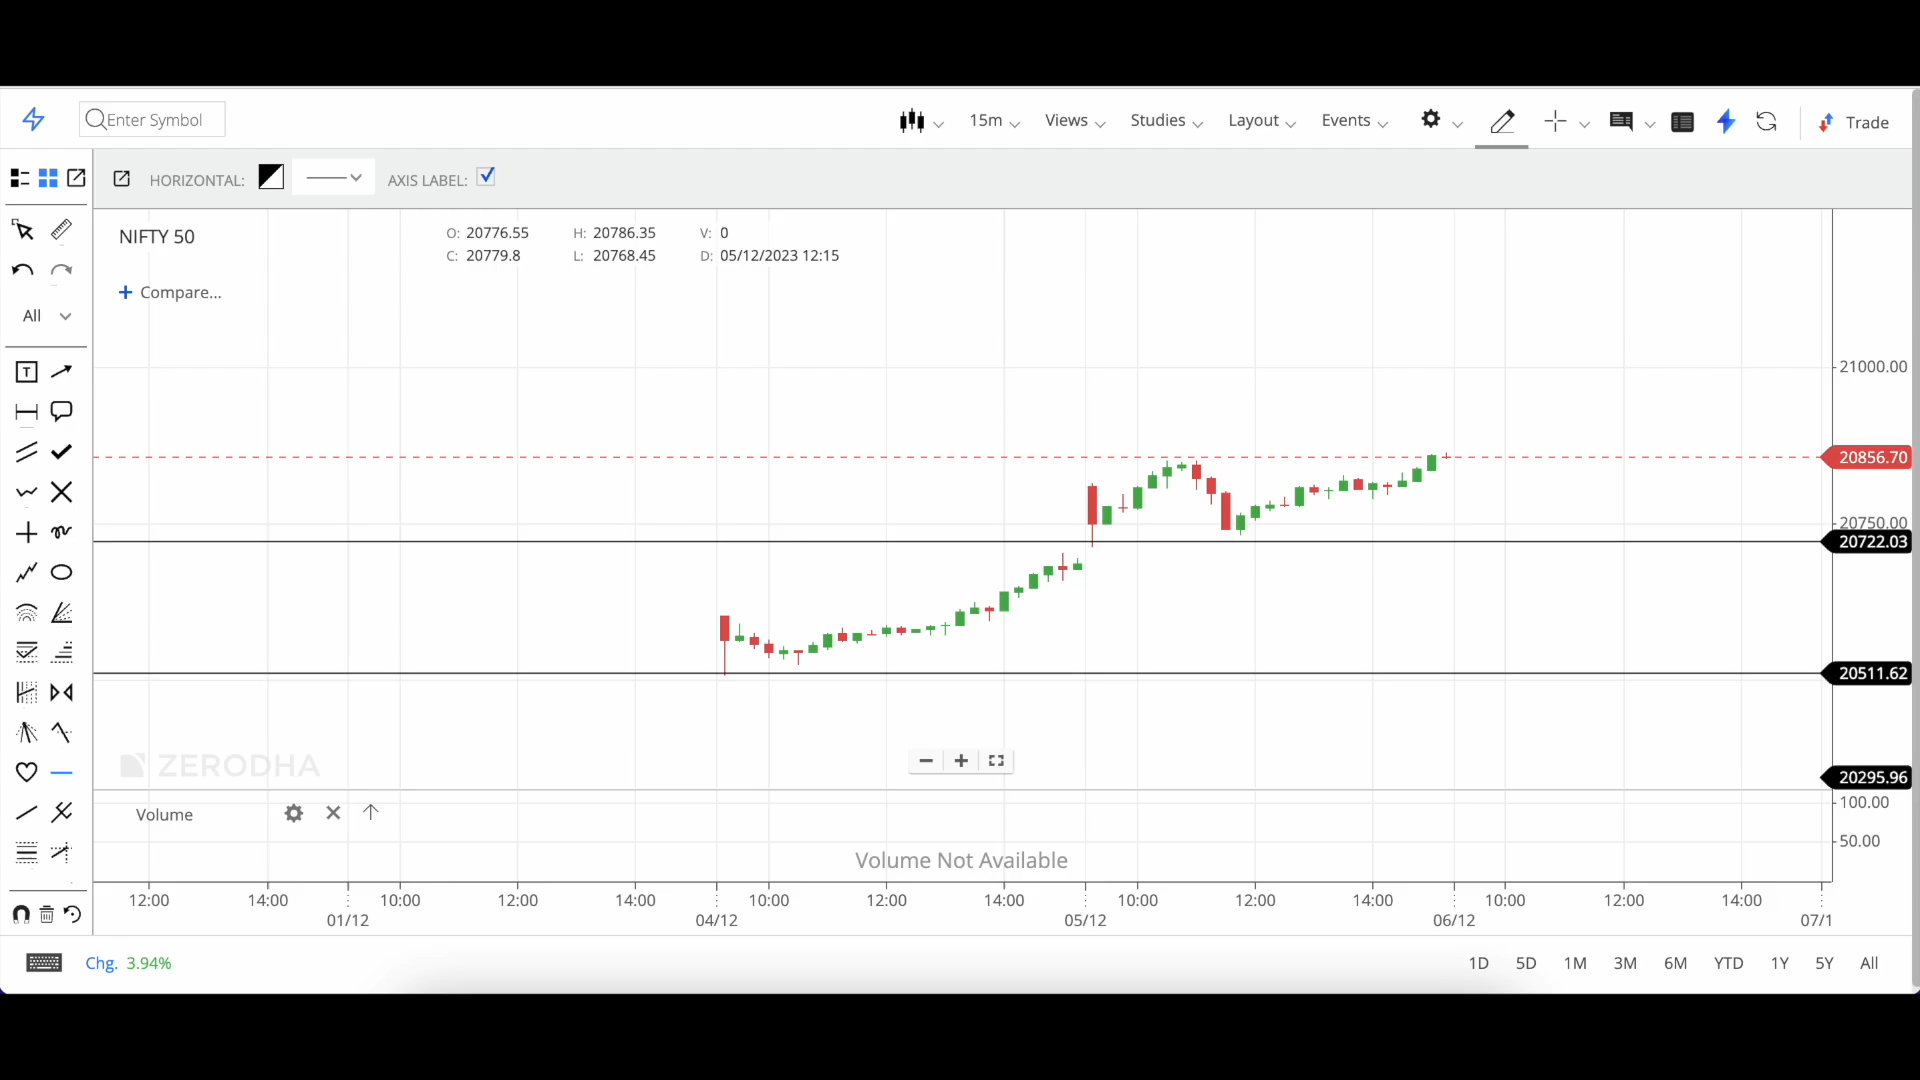 Enter Symbol
15m
Views
Studies
Layout
Events
Trade
HORIZONTAL:
AXIS LABEL:
NIFTY 50
O: 20776.55 H: 20786.35 V: 0
C: 20779.8 L: 20768.45 D: 05/12/2023 12:15
+ Compare...
All
T
21000.00
20856.70
20750.00
20722.03
20511.62
ZERODHA
20295.96
Volume
100.00
50.00
Volume Not Available
12:00 14:00 10:00 12:00 14:00 10:00 12:00 14:00 10:00 12:00 14:00 10:00 12:00 14:00
01/12 04/12 05/12 06/12 07/1
Chg. 3.94%
1D 5D 1M 3M 6M YTD 1Y 5Y All